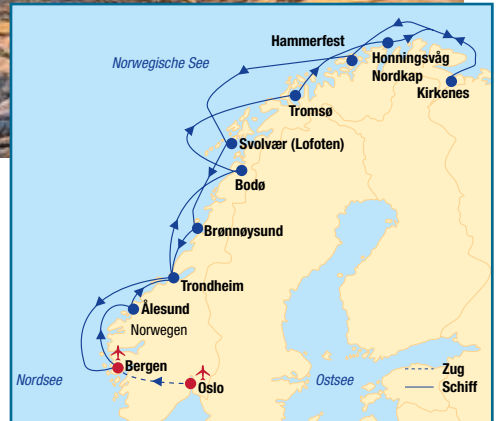 Hammerfest
Norwegische See
Honningsvåg
Nordkap
Kirkenes
Tromsø
Svolvær (Lofoten)
Bodø
Brønnøysund
Trondheim
Ålesund
Norwegen
Bergen
Nordsee
Oslo
Ostsee
Zug
Schiff